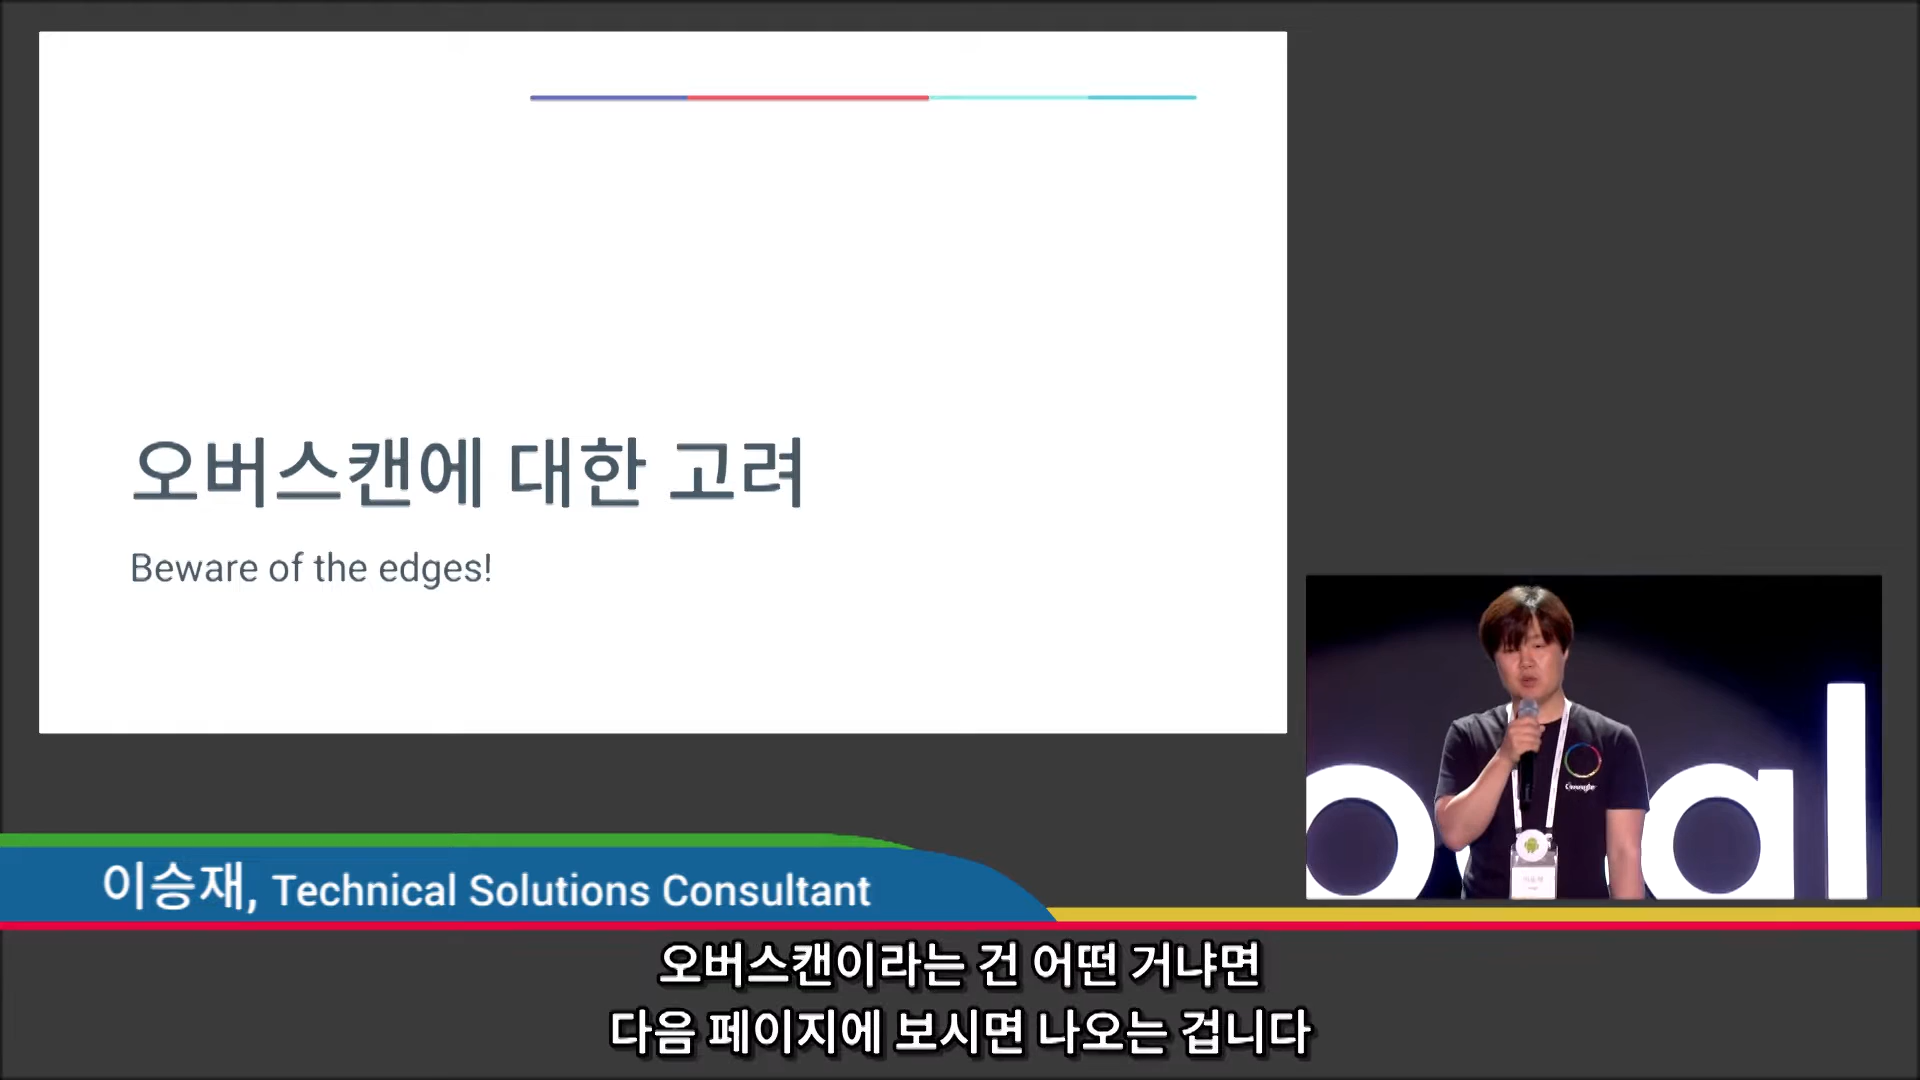 오버스캔에 대한 고려
Beware of the edges!
oogal
이승재, Technical Solutions Consultant
오버스캔이라는 건 어떤 거냐면
다음 페이지에 보시면 나오는 겁니다